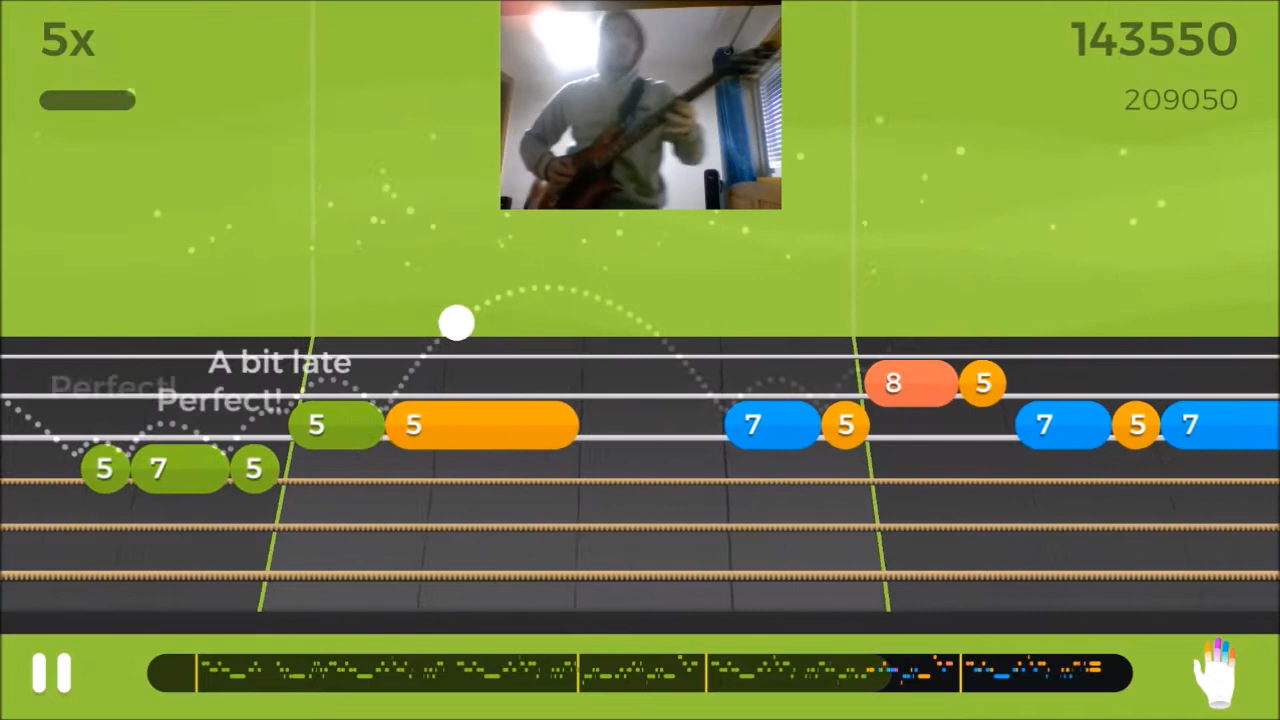 5x
143550
209050
A bit late
Perfect!
Perfect!
8 5
5 5 7 5 7 5 7
5 7 5